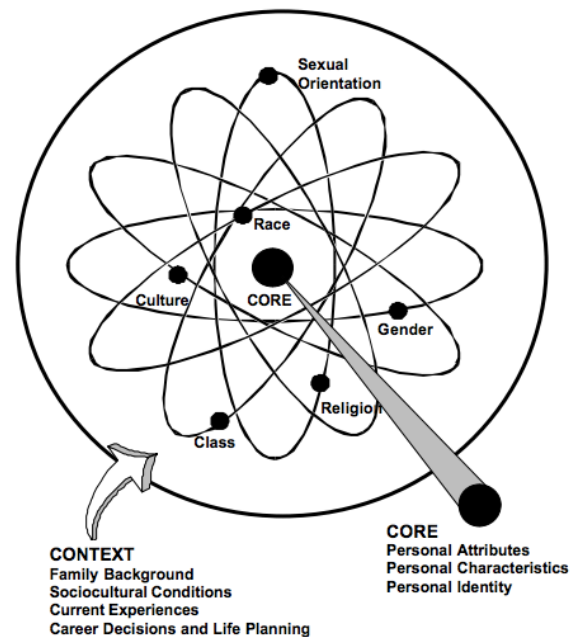 Sexual
Orientation
Race
Culture
CORE
Gender
Religion
Class
CONTEXT
Family Background
Sociocultural Conditions
Current Experiences
Career Decisions and Life Planning
CORE
Personal Attributes
Personal Characteristics
Personal Identity